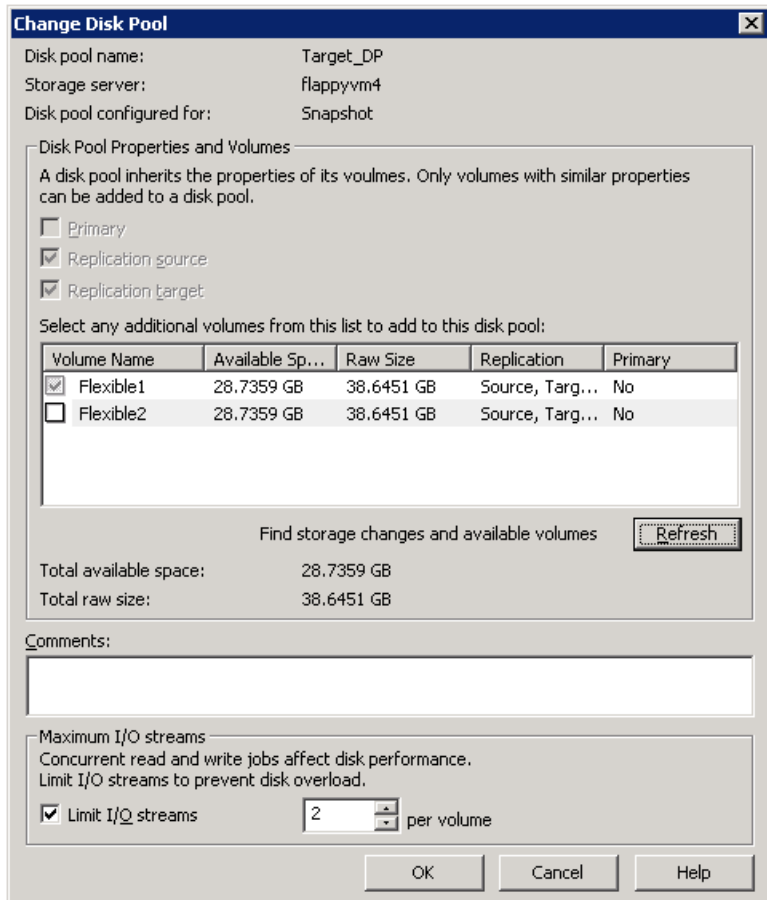 Change Disk Pool
Disk pool name: Target_DP
Storage server: flappyvm4
Disk pool configured for: Snapshot
Disk Pool Properties and Volumes
A disk pool inherits the properties of its voulmes. Only volumes with similar properties
can be added to a disk pool.
Primary
Replication source
Replication target
Select any additional volumes from this list to add to this disk pool:
Volume Name Available Sp... Raw Size Replication Primary
Flexible1 28.7359 GB 38.6451 GB Source, Targ... No
Flexible2 28.7359 GB 38.6451 GB Source, Targ... No
Find storage changes and available volumes Refresh
Total available space: 28.7359 GB
Total raw size: 38.6451 GB
Comments:
Maximum I/O streams
Concurrent read and write jobs affect disk performance.
Limit I/O streams to prevent disk overload.
Limit I/O streams 2 per volume
OK Cancel Help